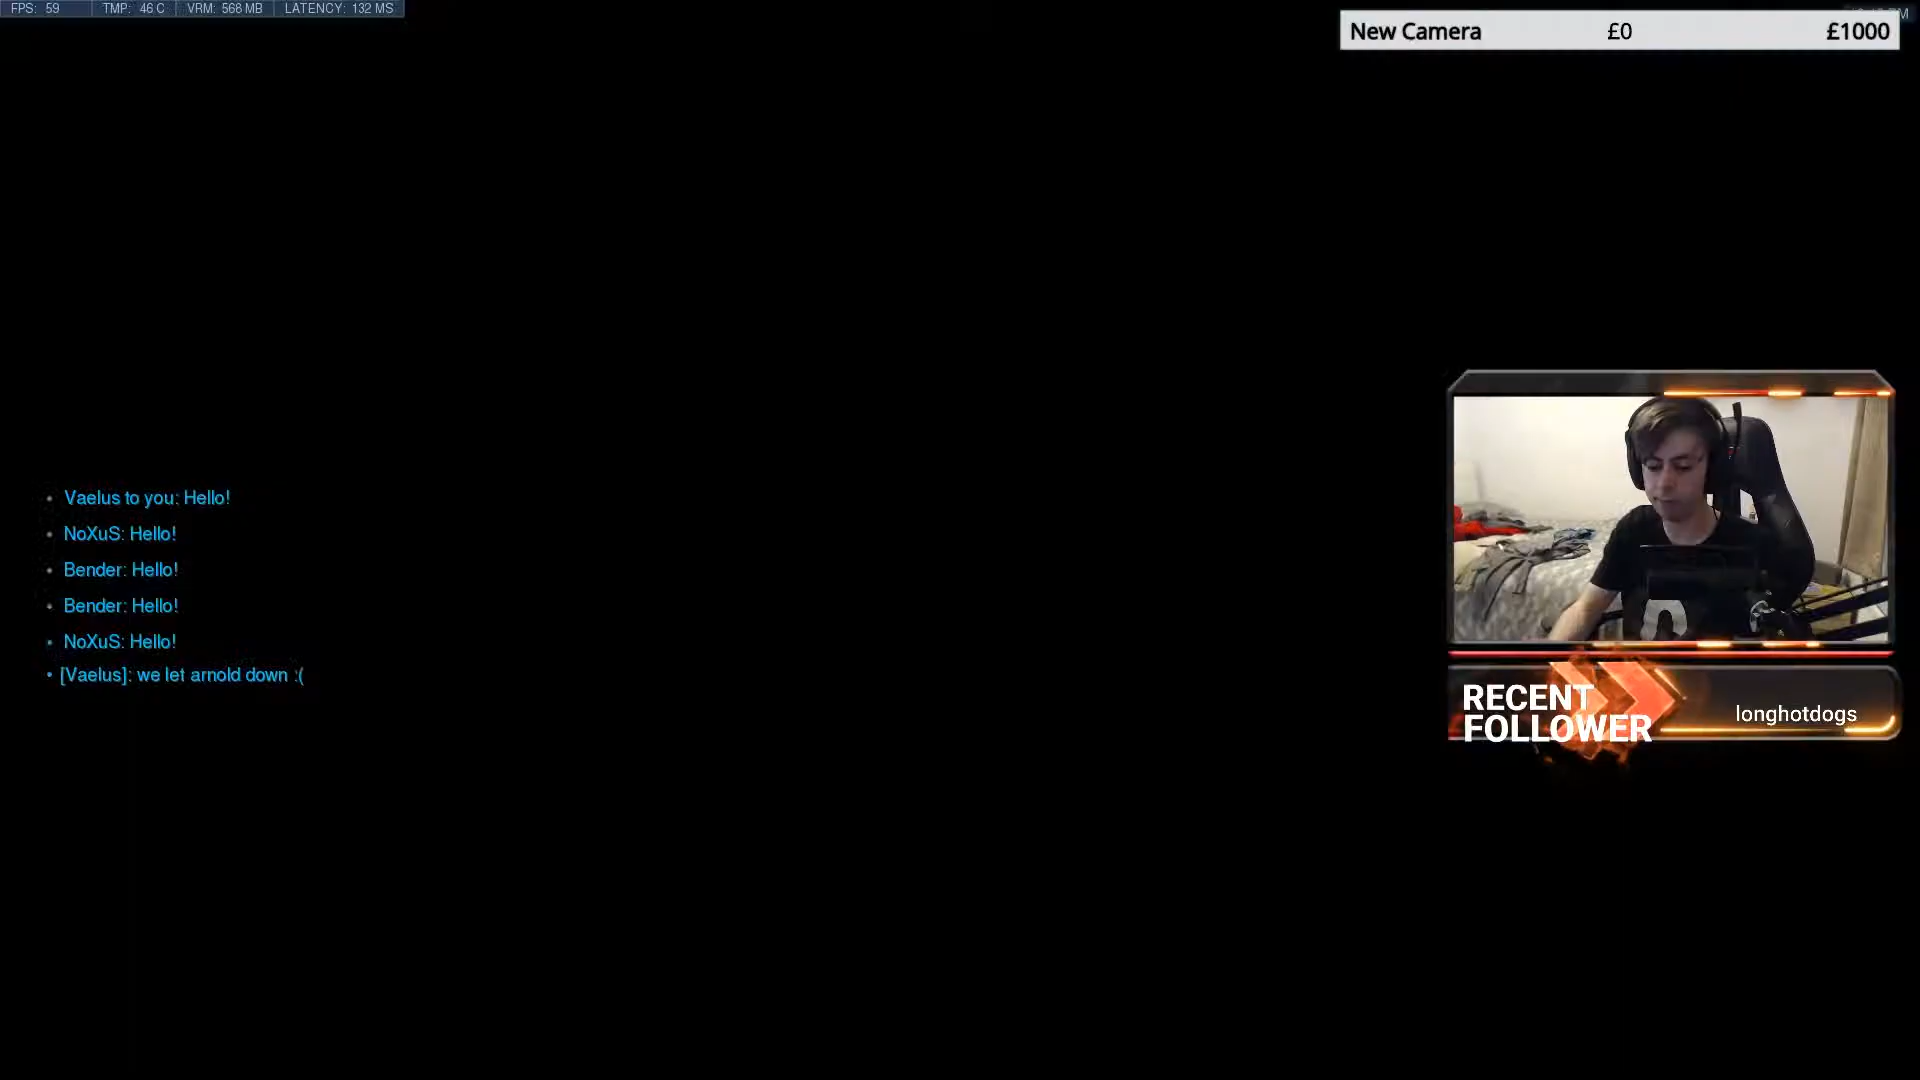 FPS: 59 TMP: 46 C VRM: 568 MB LATENCY: 132 MS
New Camera £0 £1000
Vaelus to you: Hello!
NoXuS: Hello!
Bender: Hello!
Bender: Hello!
NoXuS: Hello!
[Vaelus]: we let arnold down :(
RECENT
FOLLOWER
longhotdogs